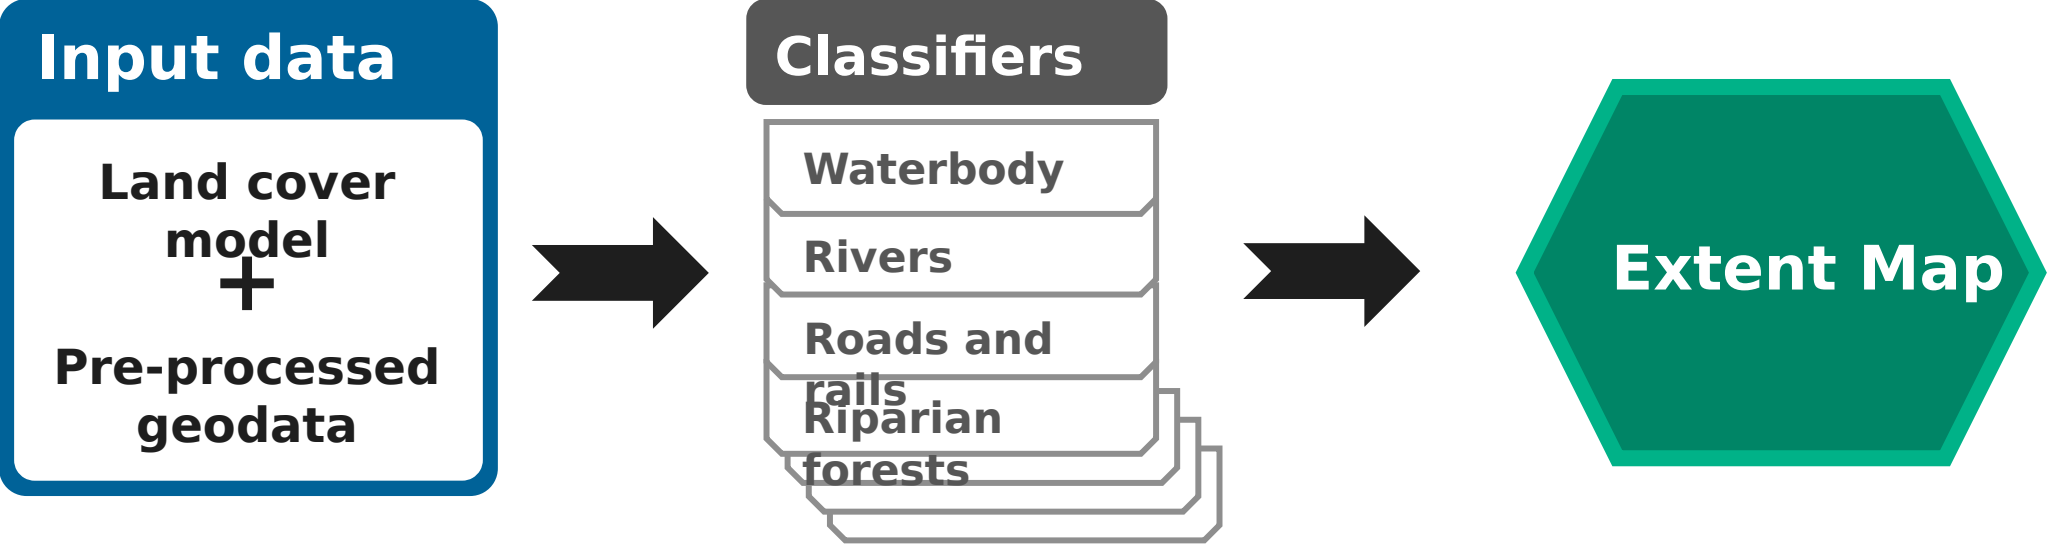 Input data
Land cover
model
+
Pre-processed
geodata
Classifiers
Waterbody
Rivers
Roads and
rails
Riparian
forests
Extent Map